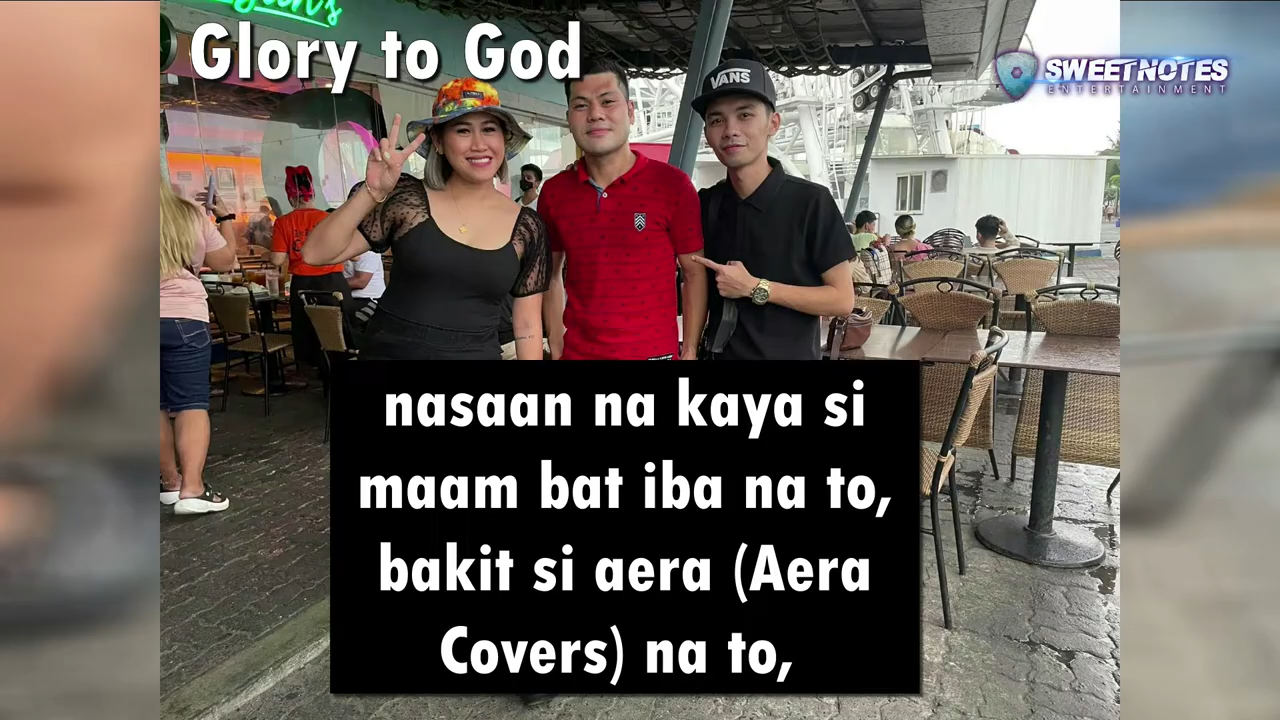 Glory to God
VANS
SWEETNOTES
ENTERTAINMENT
nasaan na kaya si
maam bat iba na to,
bakit si aera (Aera
Covers) na to,